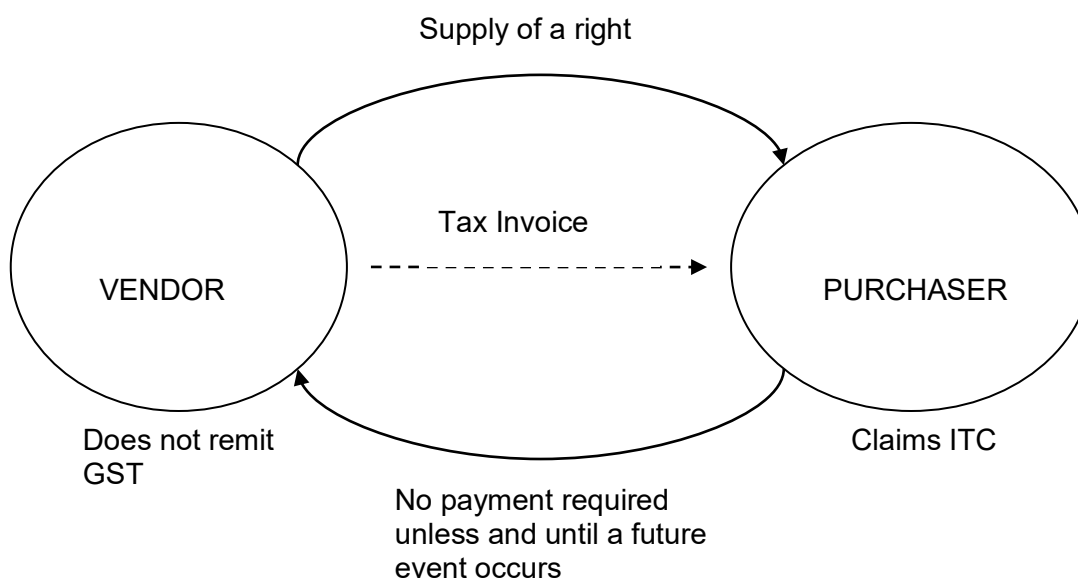 Supply of a right
Tax Invoice
VENDOR
PURCHASER
Does not remit
GST
Claims ITC
No payment required
unless and until a future
event occurs